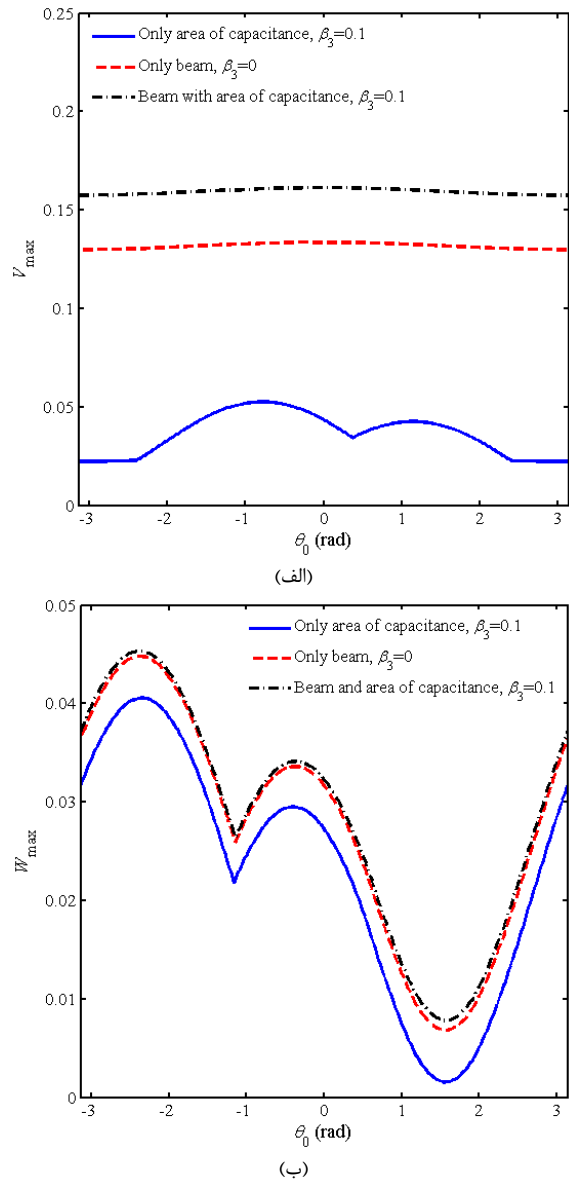 Only area of capacitance, β3=0.1
Only beam, β3=0
Beam with area of capacitance, β3=0.1
0.25
0.2
0.15
0.1
0.05
0
Vmax
-3 -2 -1 0 1 2 3
θ0 (rad)
(الف)
Only area of capacitance, β3=0.1
Only beam, β3=0
Beam and area of capacitance, β3=0.1
0.05
0.04
0.03
0.02
0.01
0
Wmax
-3 -2 -1 0 1 2 3
θ0 (rad)
(ب)